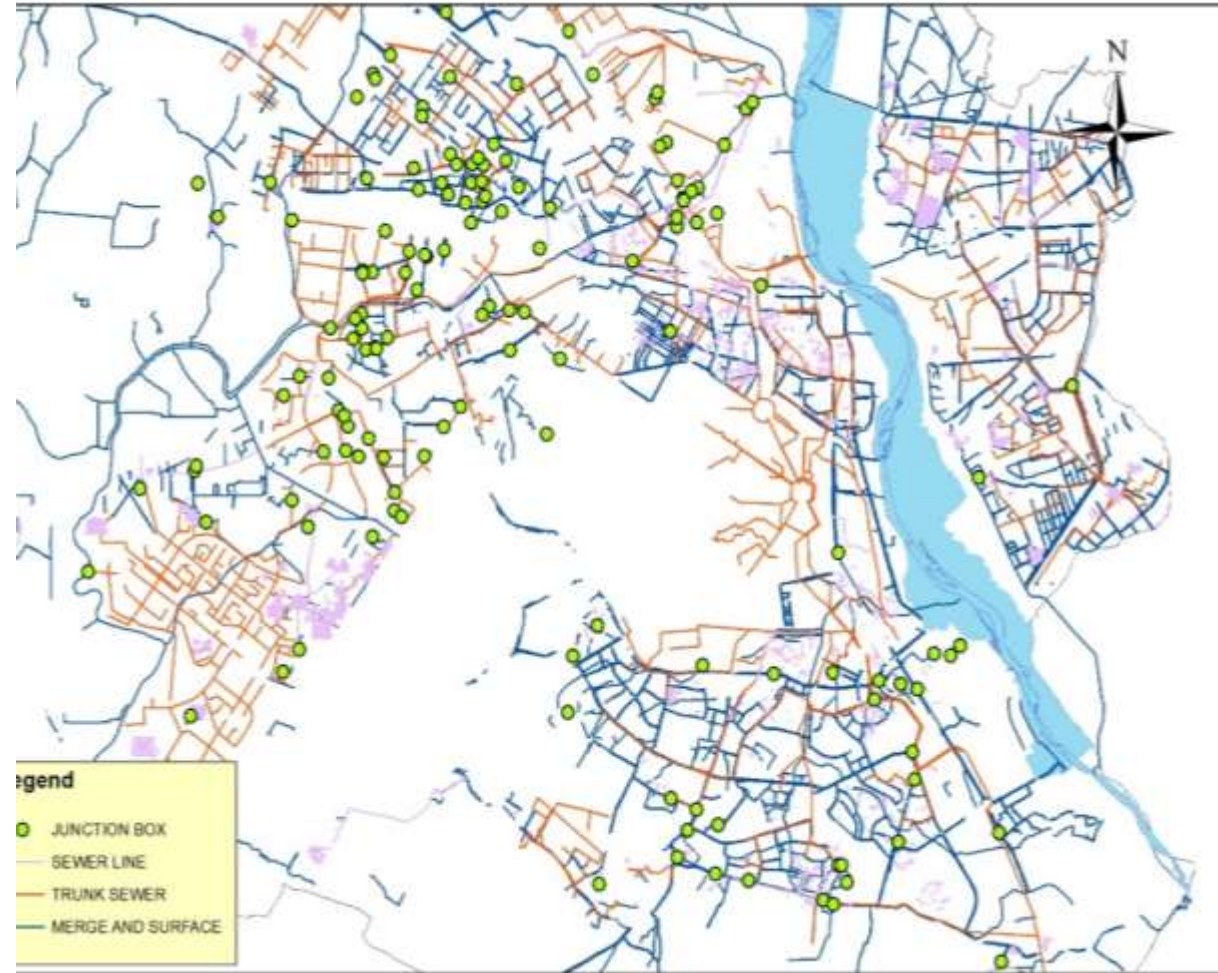 N
egend
JUNCTION BOX
SEWER LINE
TRUNK SEWER
MERGE AND SURFACE